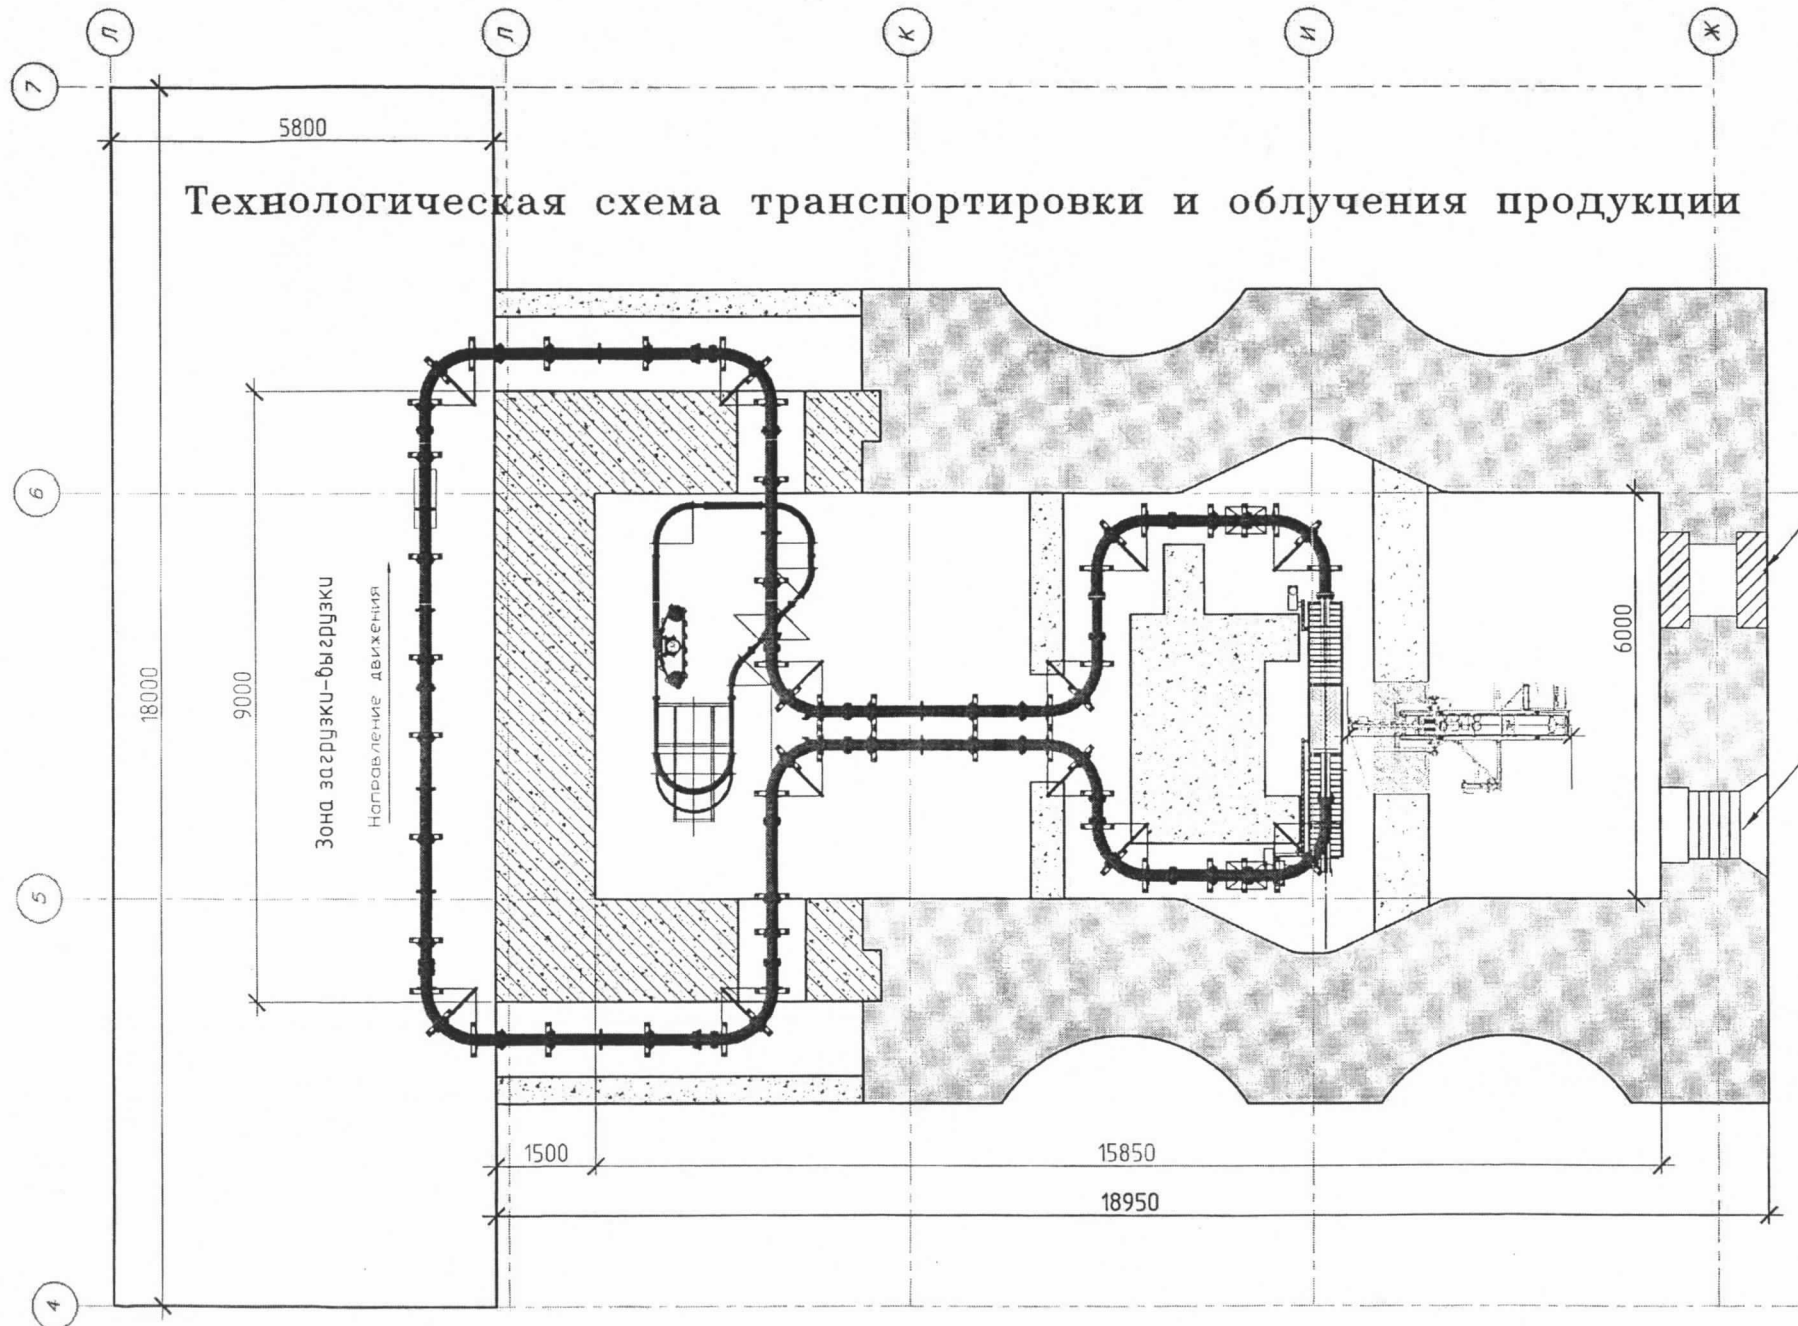 Л
Л
К
И
Ж
7
5800
Технологическая схема транспортировки и облучения продукции
6
Зона загрузки-выгрузки
Направление движения
18000
9000
6000
5
1500
15850
18950
4